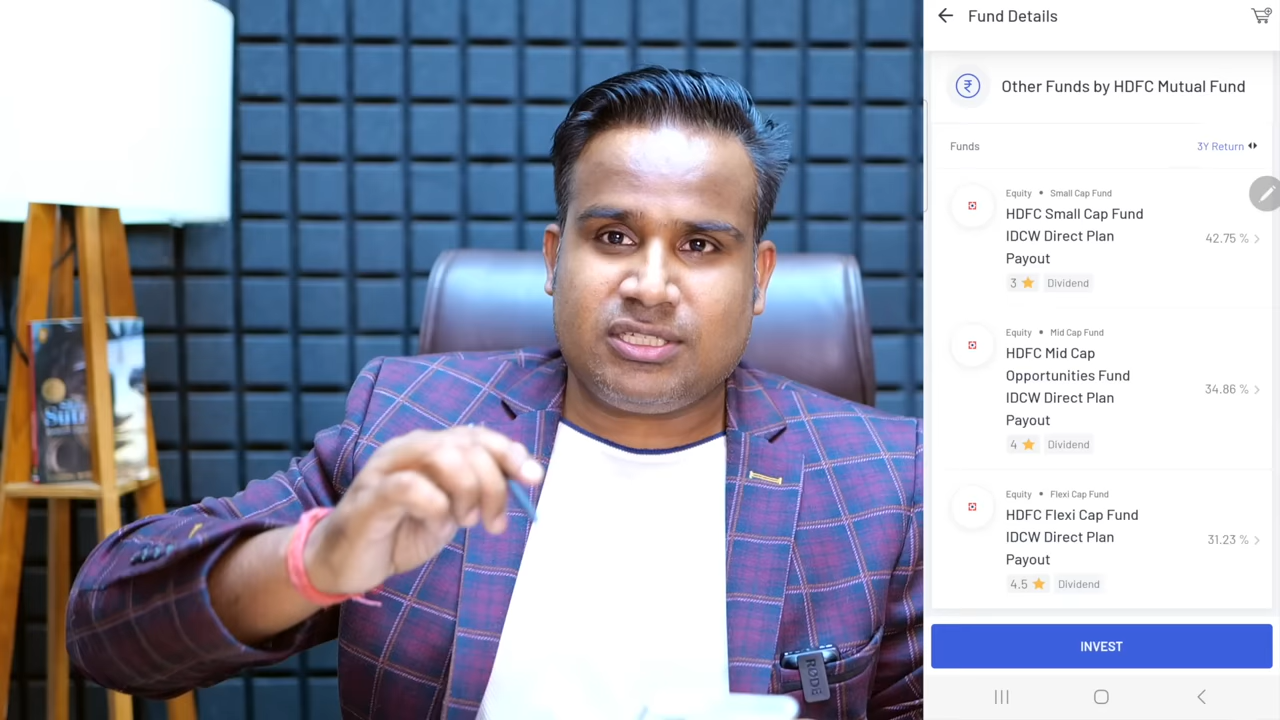 Fund Details
Other Funds by HDFC Mutual Fund
Funds
3Y Return
Equity • Small Cap Fund
HDFC Small Cap Fund
IDCW Direct Plan
Payout
42.75 %
3 Dividend
Equity • Mid Cap Fund
HDFC Mid Cap
Opportunities Fund
IDCW Direct Plan
Payout
34.86 %
4 Dividend
Equity • Flexi Cap Fund
HDFC Flexi Cap Fund
IDCW Direct Plan
Payout
31.23 %
4.5 Dividend
INVEST
RØDE